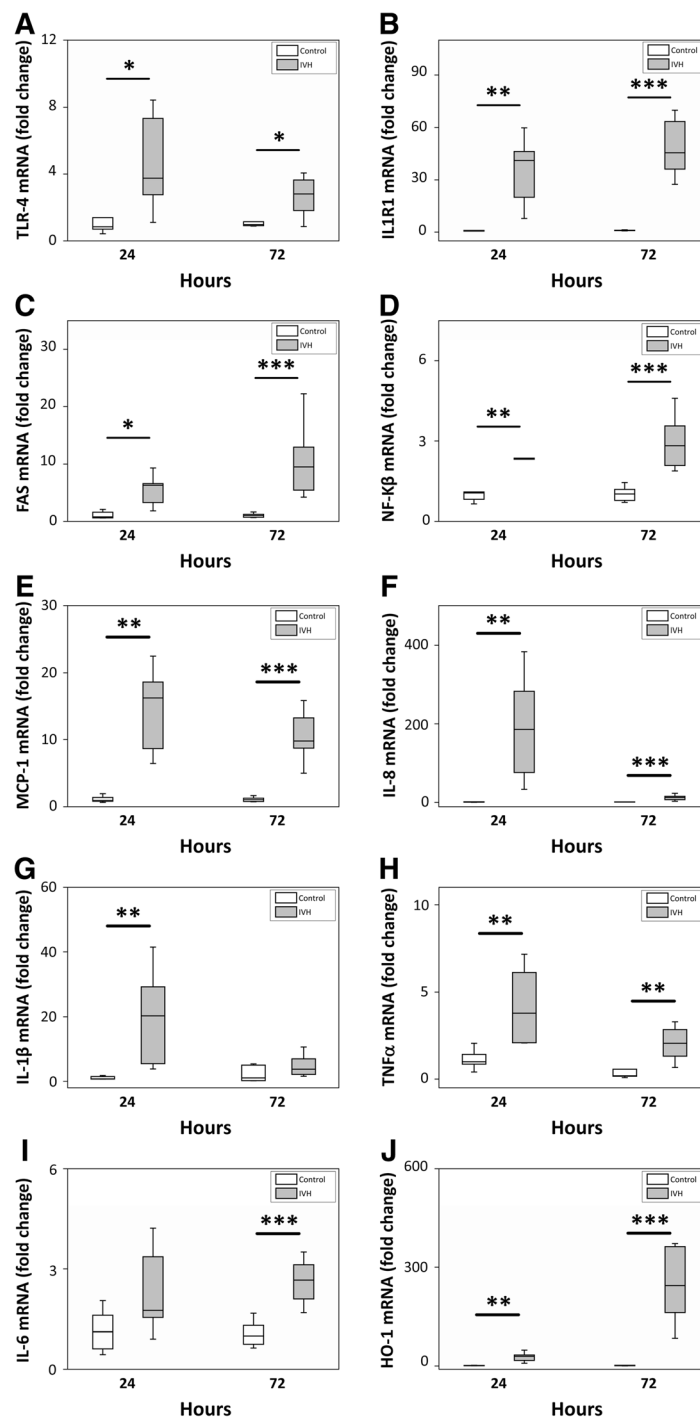 A
TLR-4 mRNA (fold change)
12
8
4
0
*
*
Control
IVH
24
72
Hours
B
IL1R1 mRNA (fold change)
90
60
30
0
**
***
Control
IVH
24
72
Hours
C
FAS mRNA (fold change)
30
20
10
0
*
***
Control
IVH
24
72
Hours
D
NF-Kβ mRNA (fold change)
6
3
0
**
***
Control
IVH
24
72
Hours
E
MCP-1 mRNA (fold change)
30
20
10
0
**
***
Control
IVH
24
72
Hours
F
IL-8 mRNA (fold change)
400
200
0
**
***
Control
IVH
24
72
Hours
G
IL-1β mRNA (fold change)
60
40
20
0
**
Control
IVH
24
72
Hours
H
TNFα mRNA (fold change)
10
5
0
**
**
Control
IVH
24
72
Hours
I
IL-6 mRNA (fold change)
6
3
0
***
Control
IVH
24
72
Hours
J
HO-1 mRNA (fold change)
600
300
0
**
***
Control
IVH
24
72
Hours